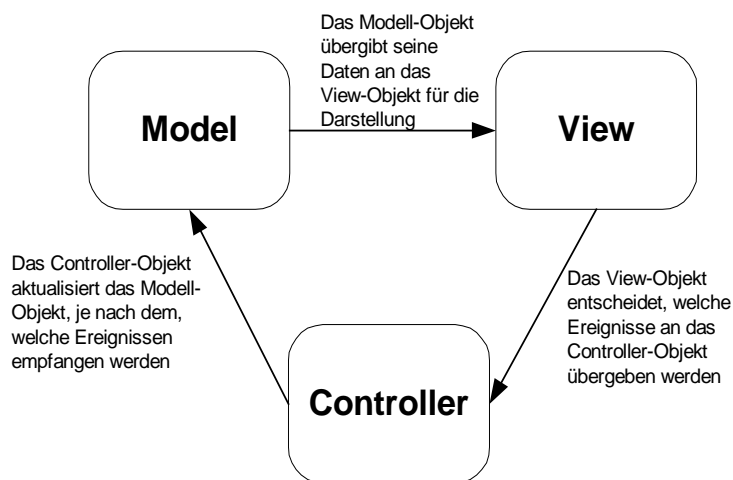 Das Modell-Objekt
übergibt seine
Daten an das
View-Objekt für die
Darstellung
Model
View
Das Controller-Objekt
aktualisiert das Modell-
Objekt, je nach dem,
welche Ereignissen
empfangen werden
Das View-Objekt
entscheidet, welche
Ereignisse an das
Controller-Objekt
übergeben werden
Controller